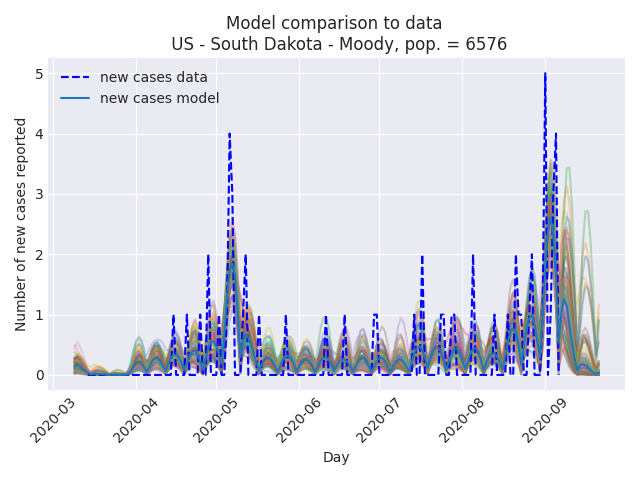 Model comparison to data
US - South Dakota - Moody, pop. = 6576
new cases data
new cases model
Number of new cases reported
5
4
3
2
1
0
2020-03
2020-04
2020-05
2020-06
2020-07
2020-08
2020-09
Day